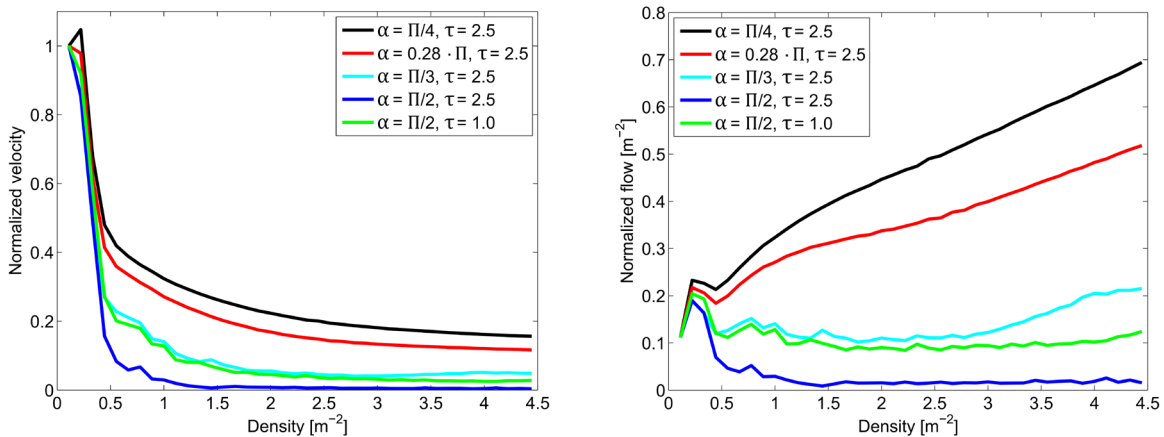 α = Π/4, τ = 2.5
α = 0.28 · Π, τ = 2.5
α = Π/3, τ = 2.5
α = Π/2, τ = 2.5
α = Π/2, τ = 1.0
Normalized velocity
1
0.8
0.6
0.4
0.2
0
0 0.5 1 1.5 2 2.5 3 3.5 4 4.5
Density [m⁻²]
α = Π/4, τ = 2.5
α = 0.28 · Π, τ = 2.5
α = Π/3, τ = 2.5
α = Π/2, τ = 2.5
α = Π/2, τ = 1.0
Normalized flow [m⁻²]
0.8
0.7
0.6
0.5
0.4
0.3
0.2
0.1
0
0 0.5 1 1.5 2 2.5 3 3.5 4 4.5
Density [m⁻²]